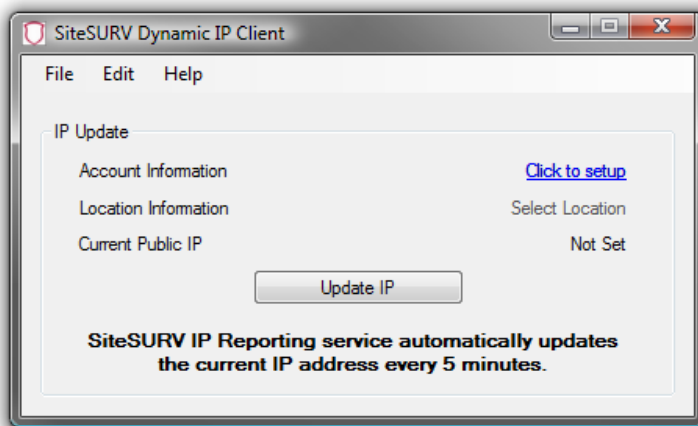 SiteSURV Dynamic IP Client
File Edit Help
IP Update
Account Information Click to setup
Location Information Select Location
Current Public IP Not Set
Update IP
SiteSURV IP Reporting service automatically updates
the current IP address every 5 minutes.